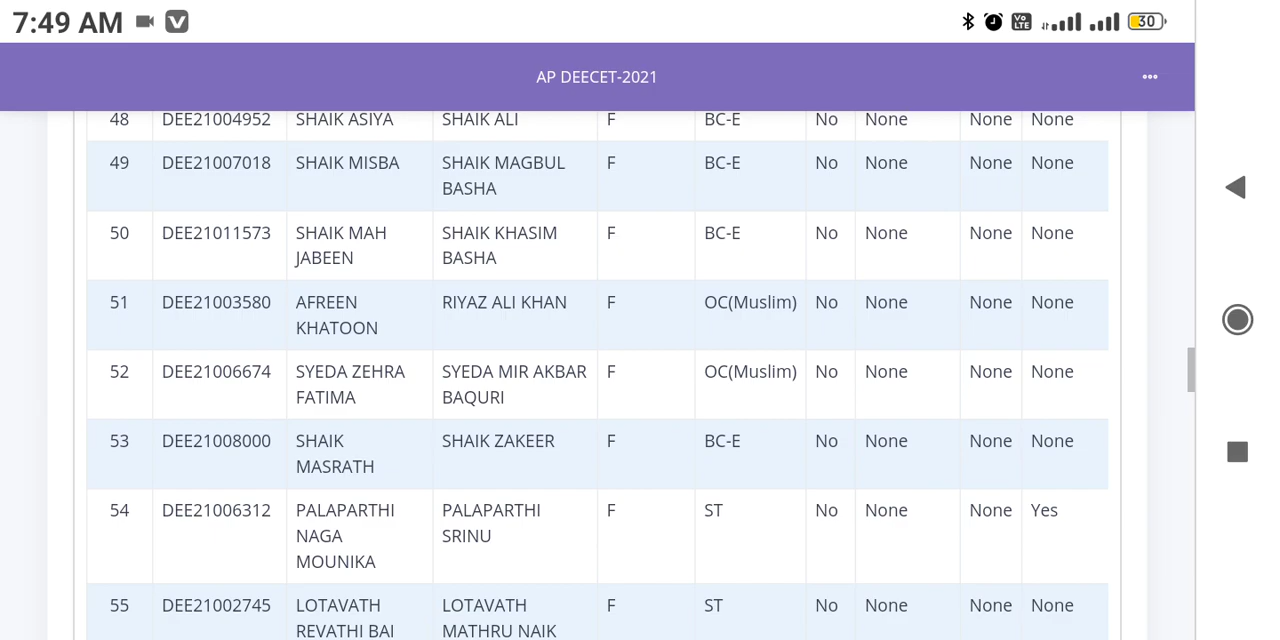 7:49 AM V Vo LTE 30
AP DEECET-2021
48 DEE21004952 SHAIK ASIYA SHAIK ALI F BC-E No None None None
49 DEE21007018 SHAIK MISBA SHAIK MAGBUL F BC-E No None None None
BASHA
50 DEE21011573 SHAIK MAH SHAIK KHASIM F BC-E No None None None
JABEEN BASHA
51 DEE21003580 AFREEN RIYAZ ALI KHAN F OC(Muslim) No None None None
KHATOON
52 DEE21006674 SYEDA ZEHRA SYEDA MIR AKBAR F OC(Muslim) No None None None
FATIMA BAQURI
53 DEE21008000 SHAIK SHAIK ZAKEER F BC-E No None None None
MASRATH
54 DEE21006312 PALAPARTHI PALAPARTHI F ST No None None Yes
NAGA SRINU
MOUNIKA
55 DEE21002745 LOTAVATH LOTAVATH F ST No None None None
REVATHI BAI MATHRU NAIK